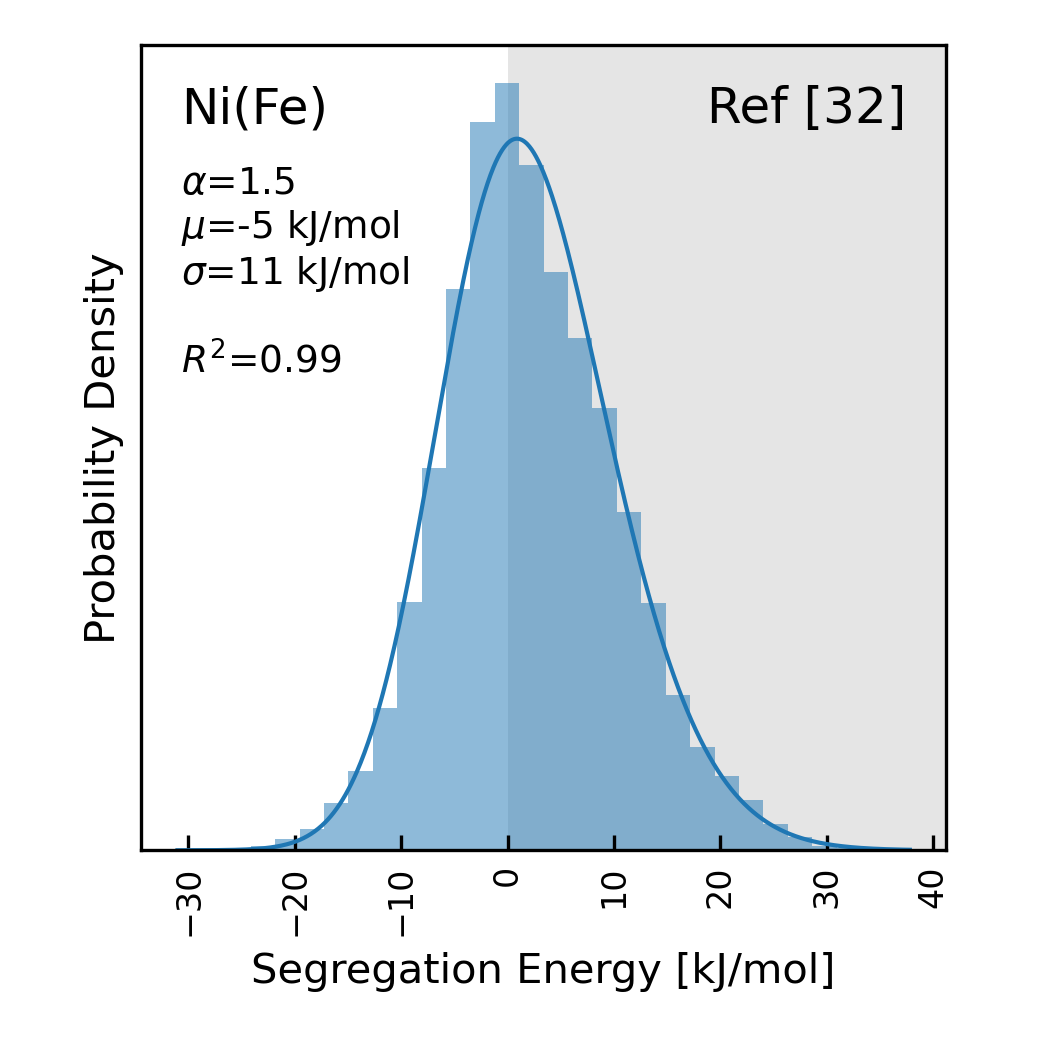 Ni(Fe)
Ref [32]
α=1.5
μ=-5 kJ/mol
σ=11 kJ/mol
R²=0.99
Probability Density
−30 −20 −10 0 10 20 30 40
Segregation Energy [kJ/mol]